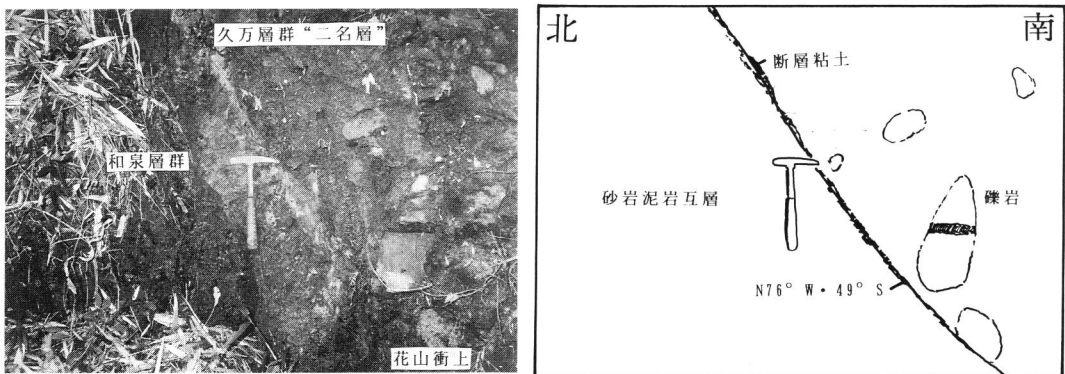 久万層群“二名層”
和泉層群
花山衝上
北
南
断層粘土
砂岩泥岩互層
礫岩
N76° W・49° S